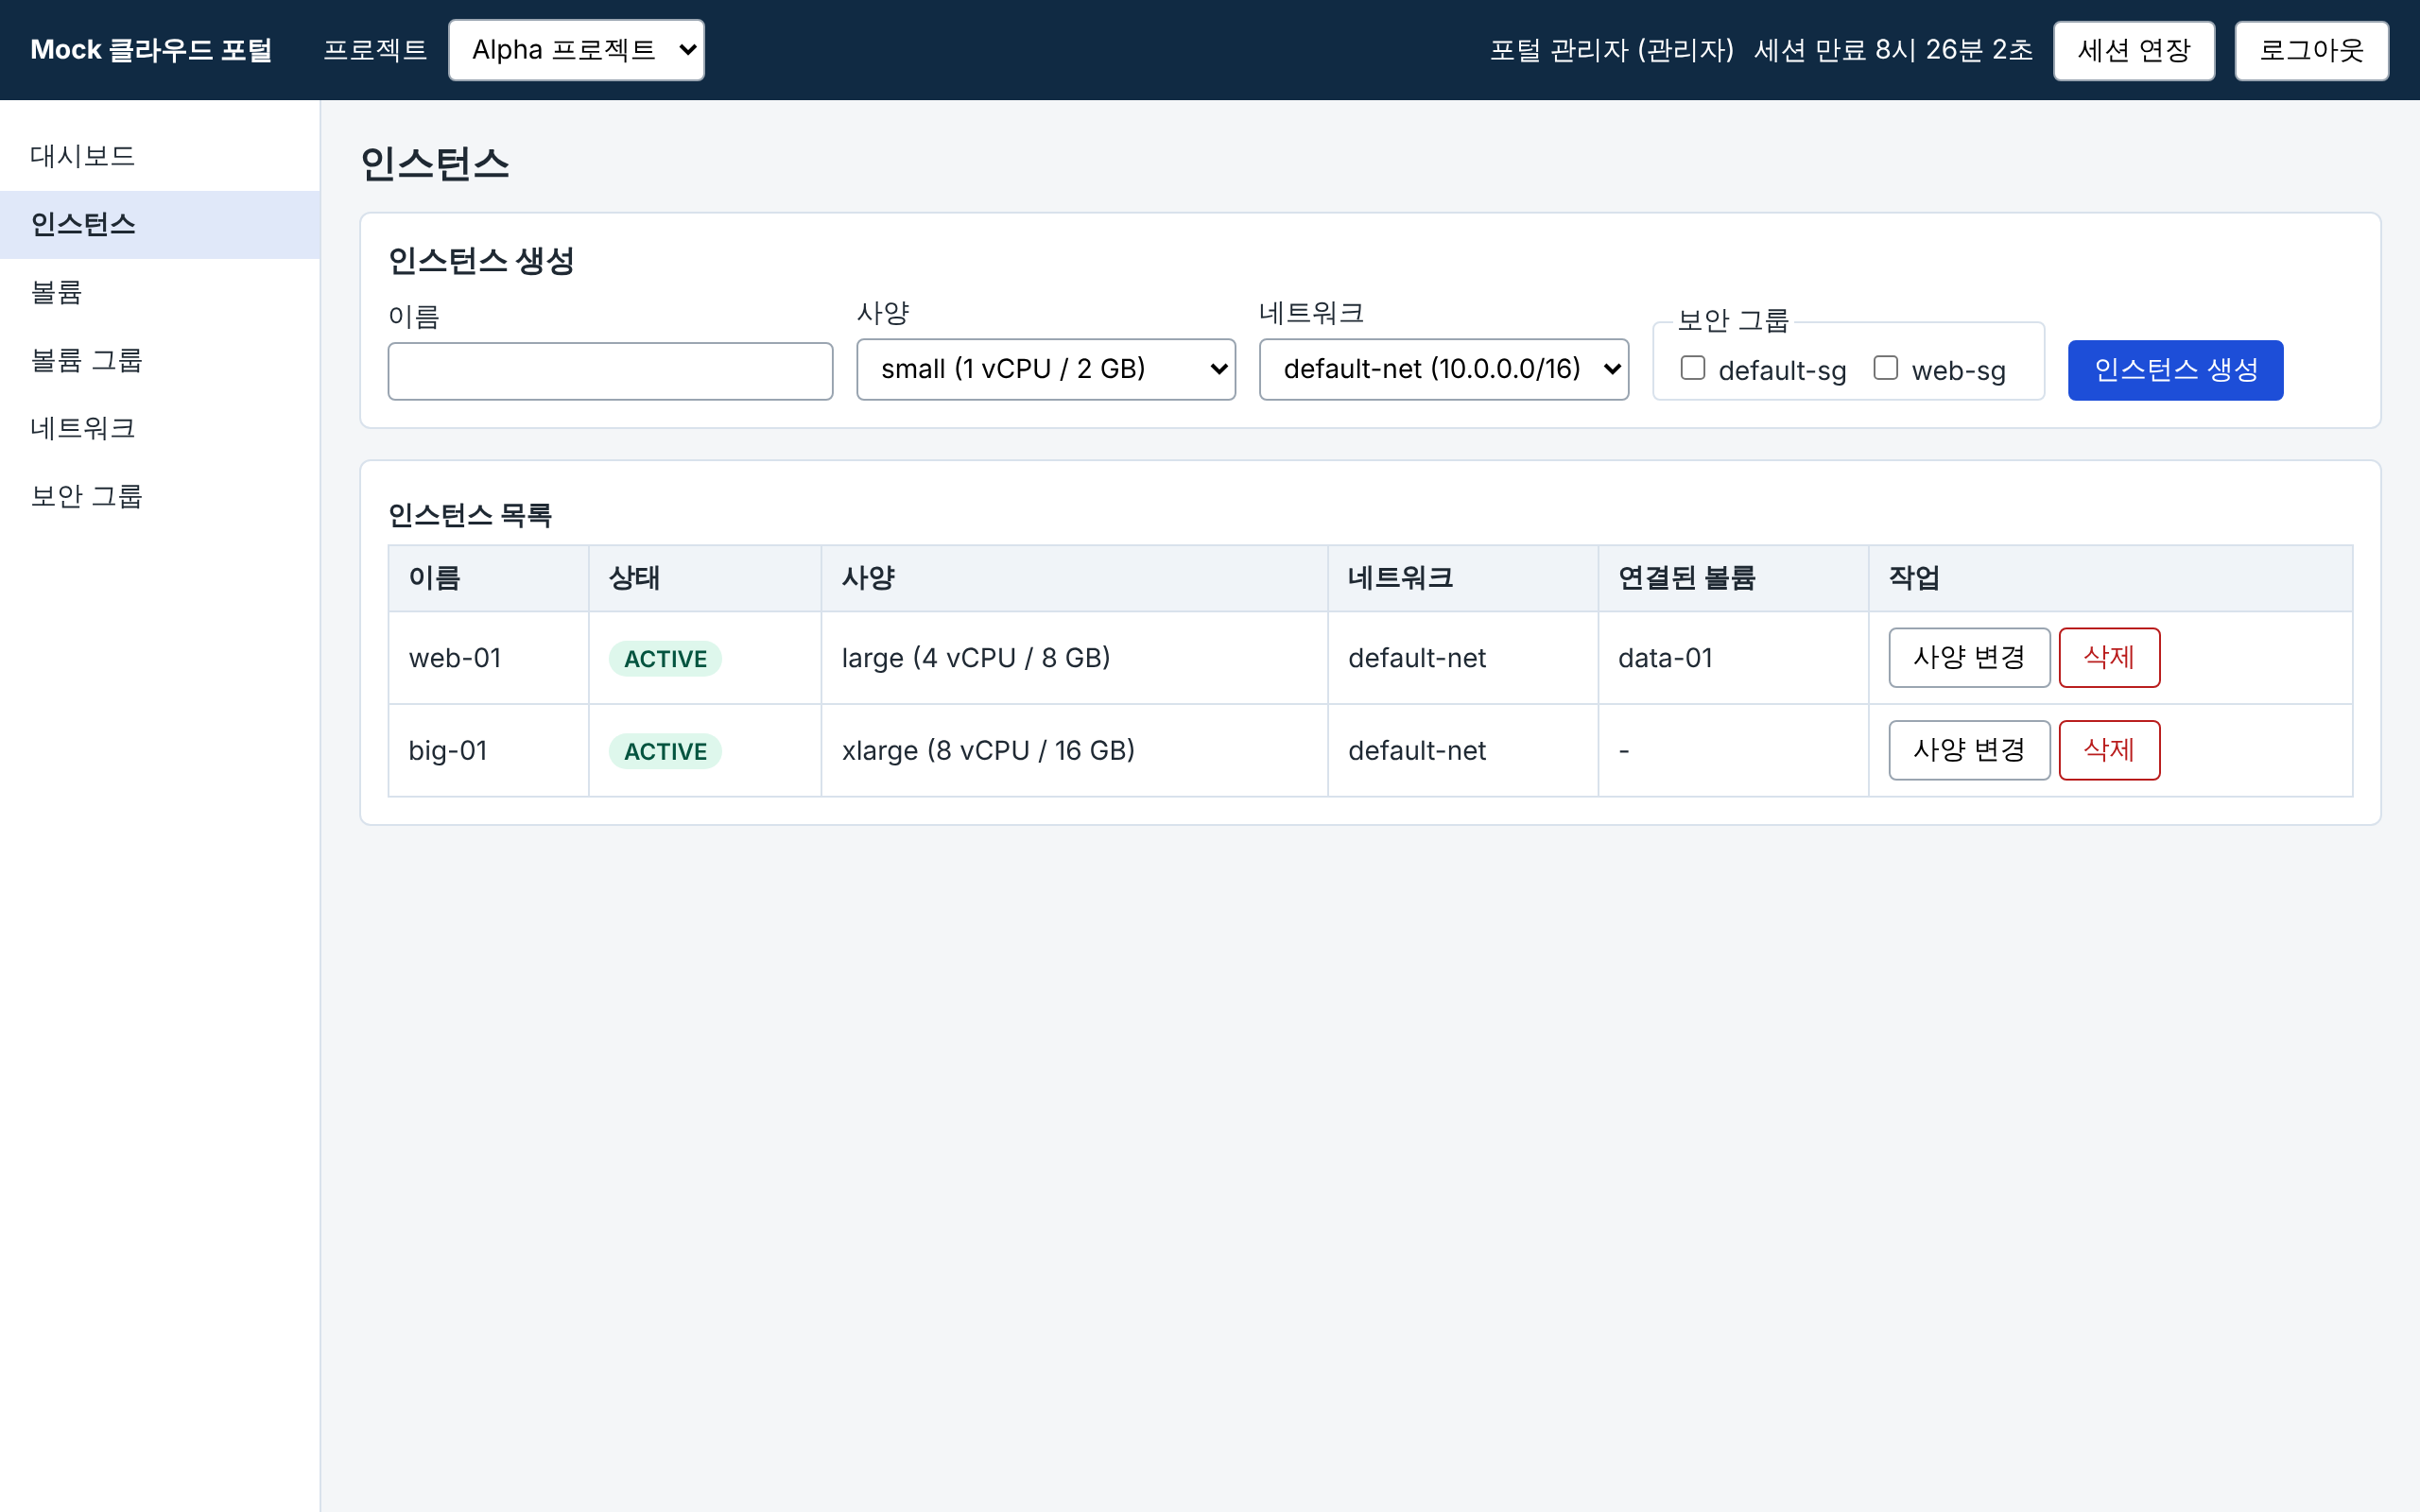 Mock 클라우드 포털 프로젝트 Alpha 프로젝트 포털 관리자 (관리자) 세션 만료 8시 26분 2초 세션 연장 로그아웃
대시보드
인스턴스
볼륨
볼륨 그룹
네트워크
보안 그룹
인스턴스
인스턴스 생성
이름 사양 네트워크 보안 그룹
small (1 vCPU / 2 GB) default-net (10.0.0.0/16) default-sg web-sg 인스턴스 생성
인스턴스 목록
이름 상태 사양 네트워크 연결된 볼륨 작업
web-01 ACTIVE large (4 vCPU / 8 GB) default-net data-01 사양 변경 삭제
big-01 ACTIVE xlarge (8 vCPU / 16 GB) default-net - 사양 변경 삭제